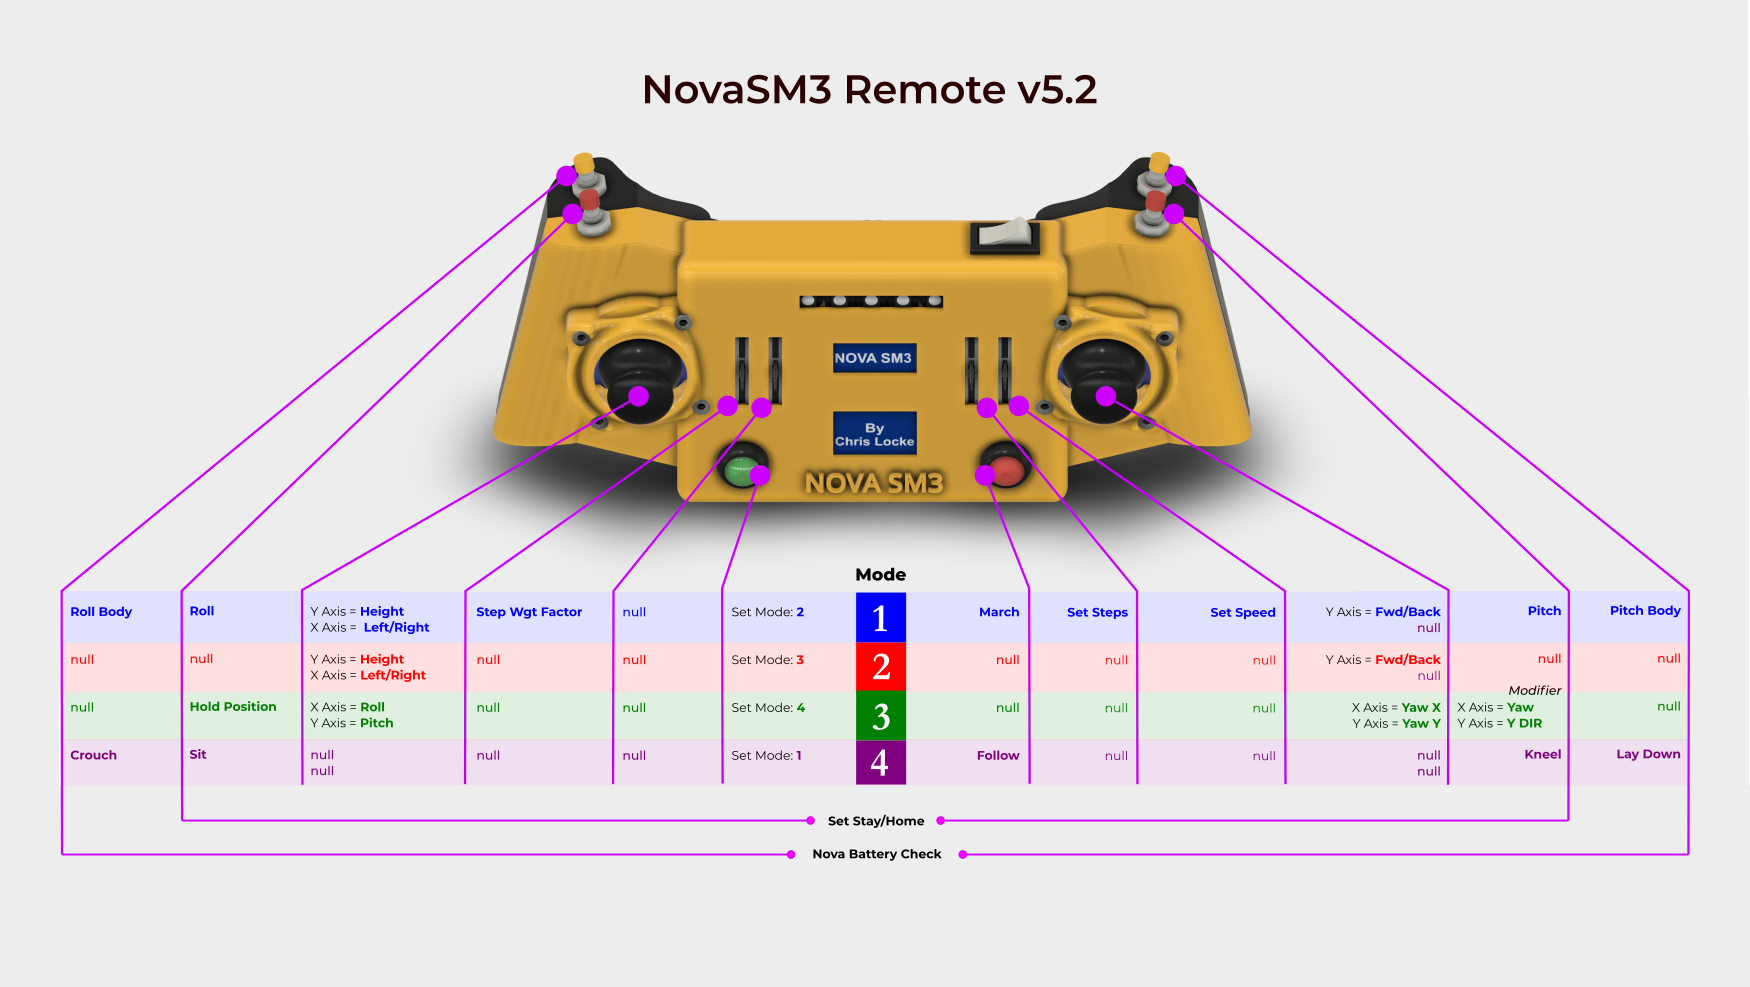 NovaSM3 Remote v5.2
NOVA SM3
By
Chris Locke
NOVA SM3
Mode
Roll Body
Roll
Y Axis = Height
X Axis = Left/Right
Step Wgt Factor
null
Set Mode: 2
1
March
Set Steps
Set Speed
Y Axis = Fwd/Back
null
Pitch
Pitch Body
null
null
Y Axis = Height
X Axis = Left/Right
null
null
Set Mode: 3
2
null
null
null
Y Axis = Fwd/Back
null
null
null
null
Hold Position
X Axis = Roll
Y Axis = Pitch
null
null
Set Mode: 4
3
null
null
null
X Axis = Yaw X
Y Axis = Yaw Y
Modifier
X Axis = Yaw
Y Axis = Y DIR
null
Crouch
Sit
null
null
null
null
Set Mode: 1
4
Follow
null
null
null
null
Kneel
Lay Down
Set Stay/Home
Nova Battery Check